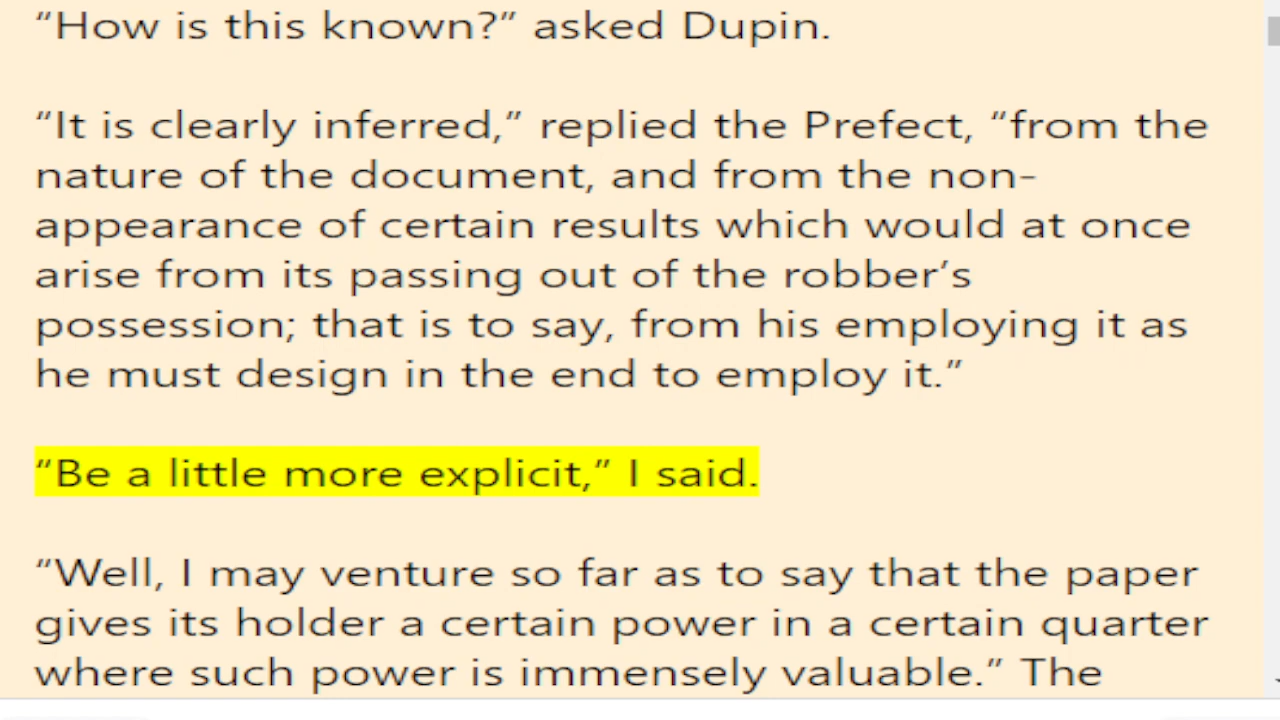 “How is this known?” asked Dupin.
“It is clearly inferred,” replied the Prefect, “from the
nature of the document, and from the non-
appearance of certain results which would at once
arise from its passing out of the robber’s
possession; that is to say, from his employing it as
he must design in the end to employ it.”
“Be a little more explicit,” I said.
“Well, I may venture so far as to say that the paper
gives its holder a certain power in a certain quarter
where such power is immensely valuable.” The